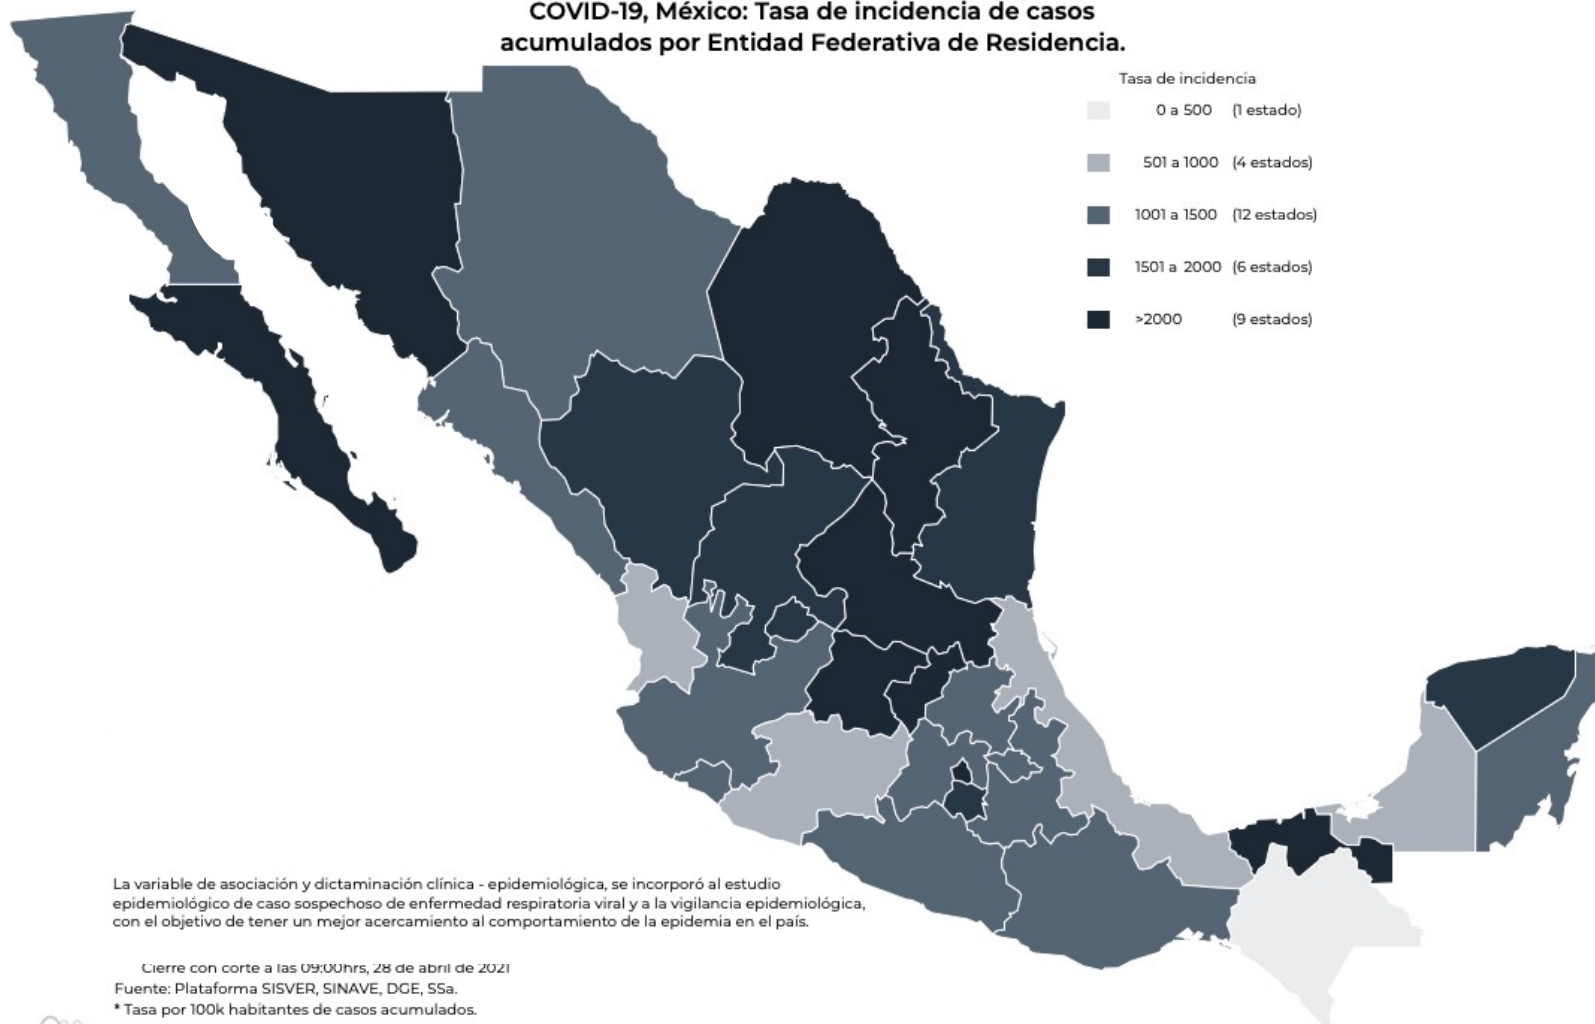 COVID-19, México: Tasa de incidencia de casos
acumulados por Entidad Federativa de Residencia.
Tasa de incidencia
0 a 500 (1 estado)
501 a 1000 (4 estados)
1001 a 1500 (12 estados)
1501 a 2000 (6 estados)
>2000 (9 estados)
La variable de asociación y dictaminación clínica - epidemiológica, se incorporó al estudio
epidemiológico de caso sospechoso de enfermedad respiratoria viral y a la vigilancia epidemiológica,
con el objetivo de tener un mejor acercamiento al comportamiento de la epidemia en el país.
Cierre con corte a las 09:00hrs, 28 de abril de 2021
Fuente: Plataforma SISVER, SINAVE, DGE, SSa.
* Tasa por 100k habitantes de casos acumulados.